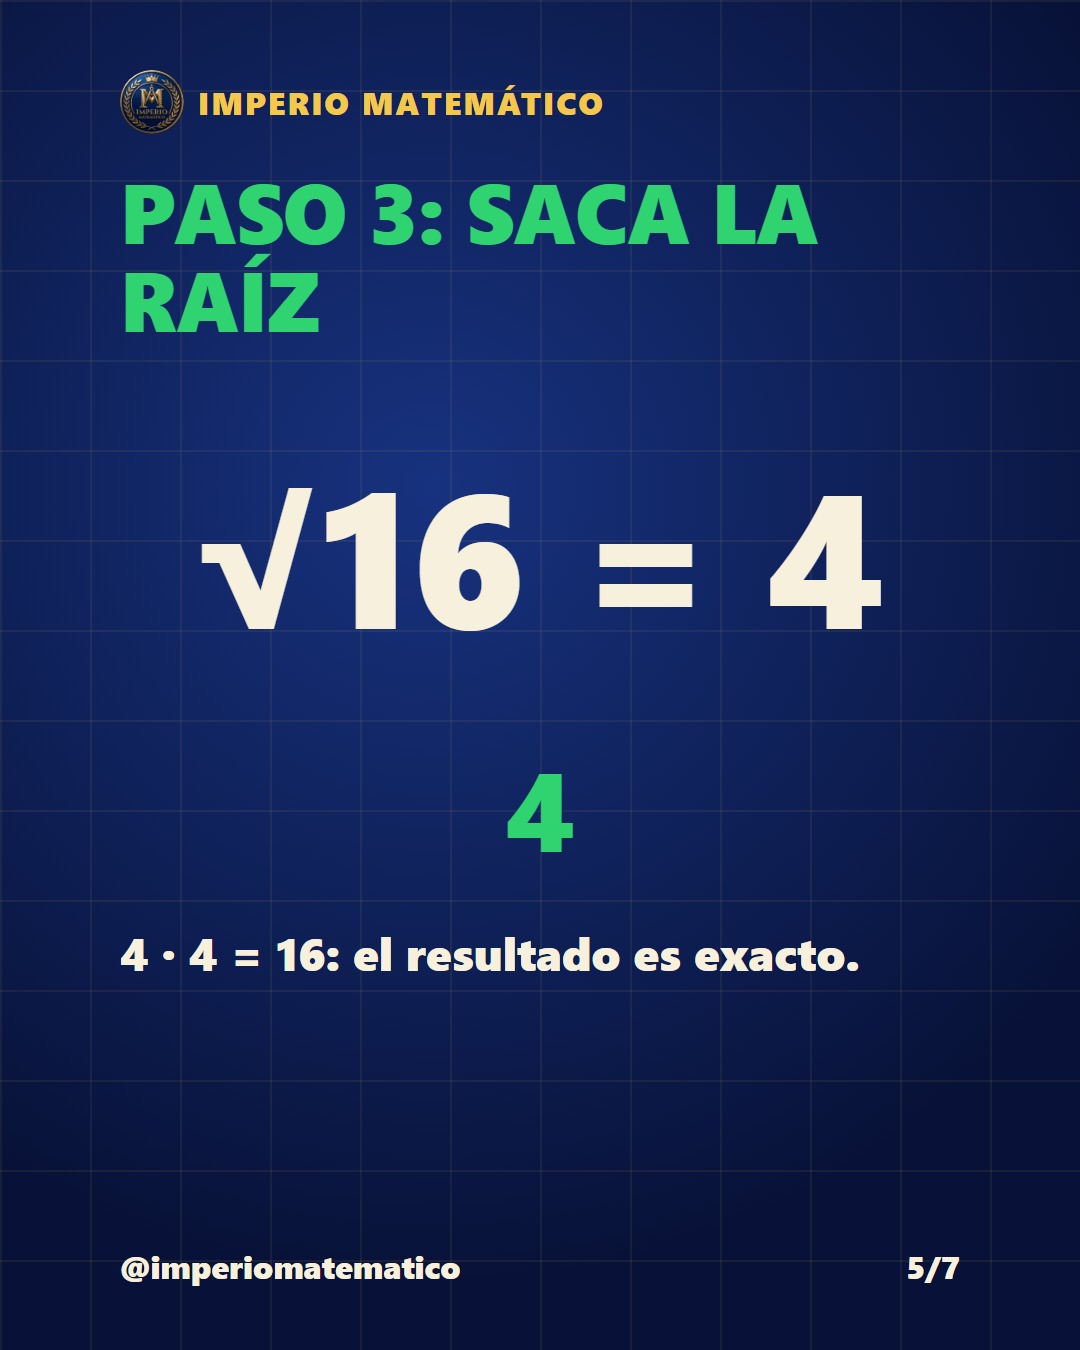 IMPERIO MATEMÁTICO
PASO 3: SACA LA
RAÍZ
√16 = 4
4
4 · 4 = 16: el resultado es exacto.
@imperiomatematico
5/7